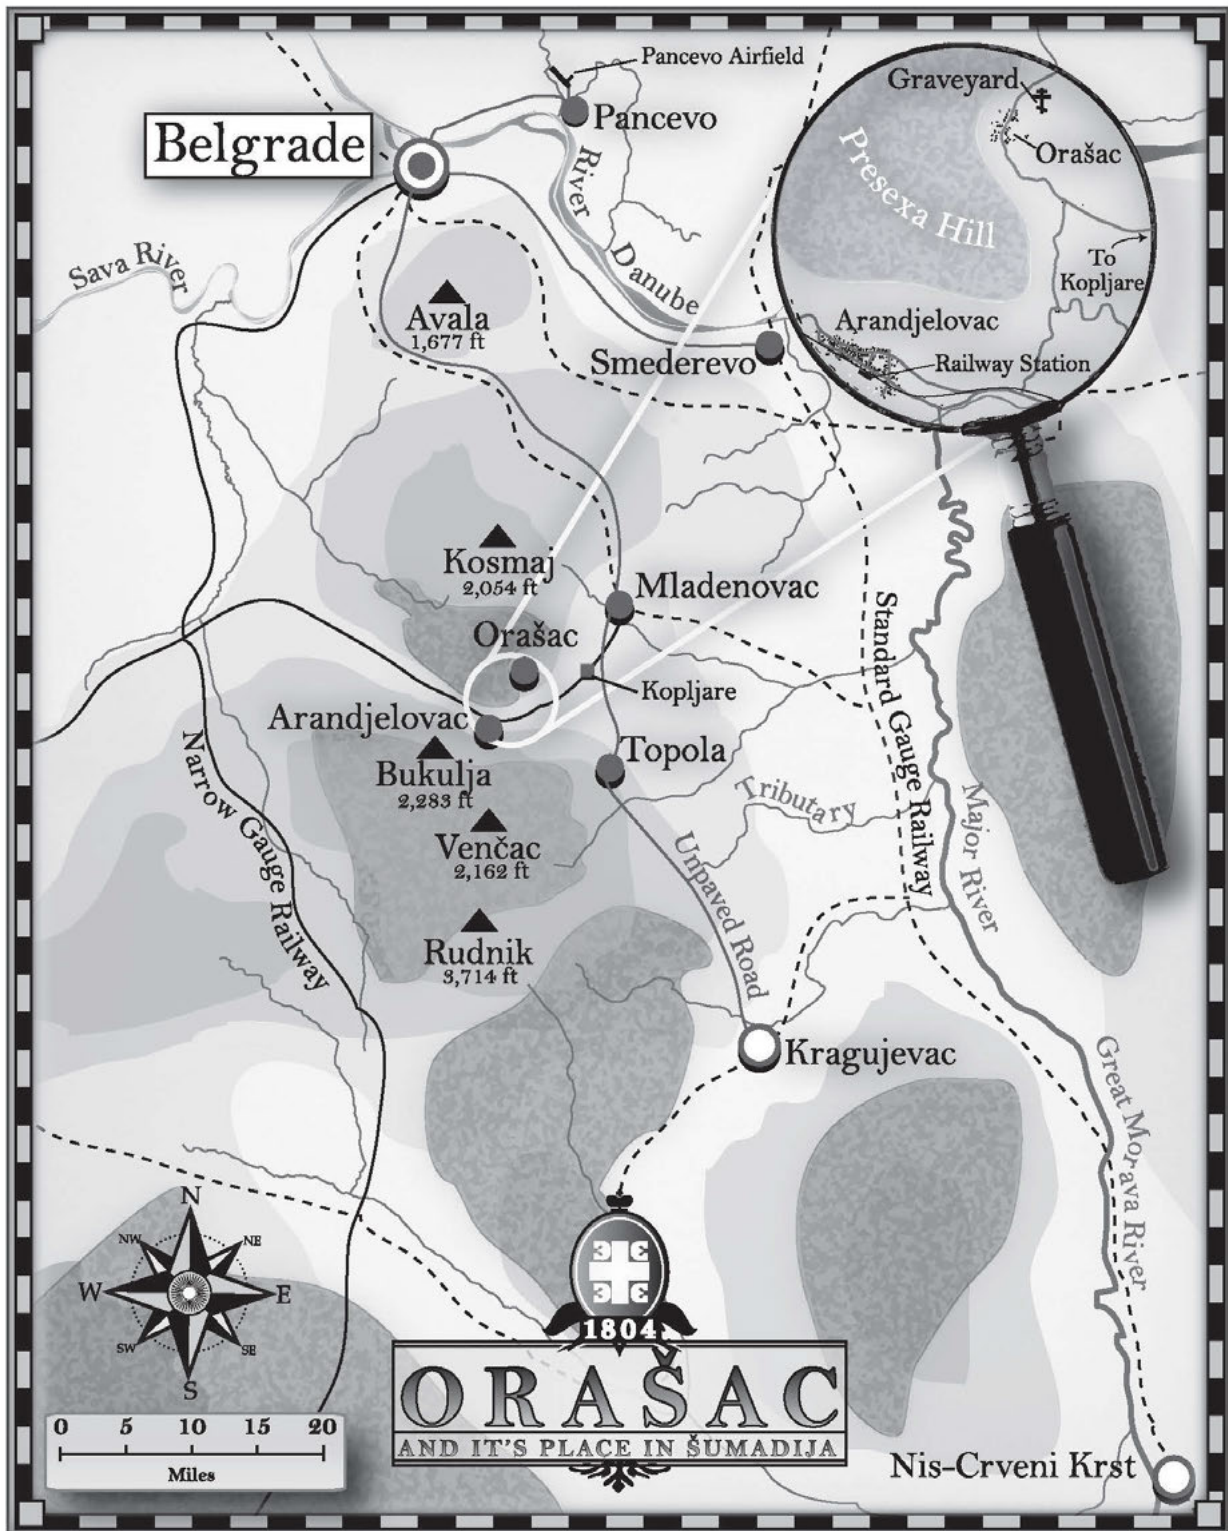 Pancevo Airfield
Graveyard
Belgrade
Pancevo
Orašac
Presexa Hill
River
Danube
To
Kopljare
Sava River
Avala
1,677 ft
Arandjelovac
Smederevo
Railway Station
Kosmaj
2,054 ft
Mladenovac
Orašac
Standard Gauge Railway
Kopljare
Arandjelovac
Topola
Bukulja
2,283 ft
Tributary
Narrow Gauge Railway
Major River
Venčac
2,162 ft
Unpaved Road
Rudnik
3,714 ft
Kragujevac
Great Morava River
N
NW
NE
W
E
SW
SE
S
1804
ORAŠAC
AND IT'S PLACE IN ŠUMADIJA
0 5 10 15 20
Miles
Nis-Crveni Krst